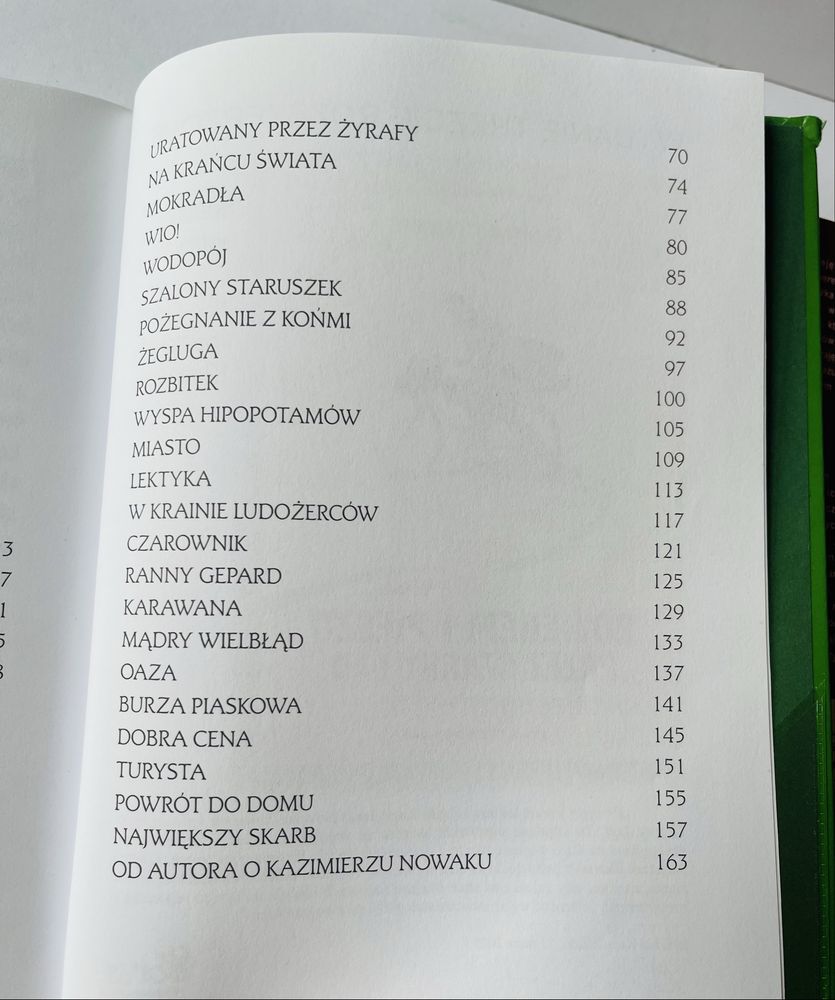 URATOWANY PRZEZ ŻYRAFY 70
NA KRAŃCU ŚWIATA 74
MOKRADŁA 77
WIO! 80
WODOPÓJ 85
SZALONY STARUSZEK 88
POŻEGNANIE Z KOŃMI 92
ŻEGLUGA 97
ROZBITEK 100
WYSPA HIPOPOTAMÓW 105
MIASTO 109
LEKTYKA 113
W KRAINIE LUDOŻERCÓW 117
CZAROWNIK 121
RANNY GEPARD 125
KARAWANA 129
MĄDRY WIELBŁĄD 133
OAZA 137
BURZA PIASKOWA 141
DOBRA CENA 145
TURYSTA 151
POWRÓT DO DOMU 155
NAJWIĘKSZY SKARB 157
OD AUTORA O KAZIMIERZU NOWAKU 163